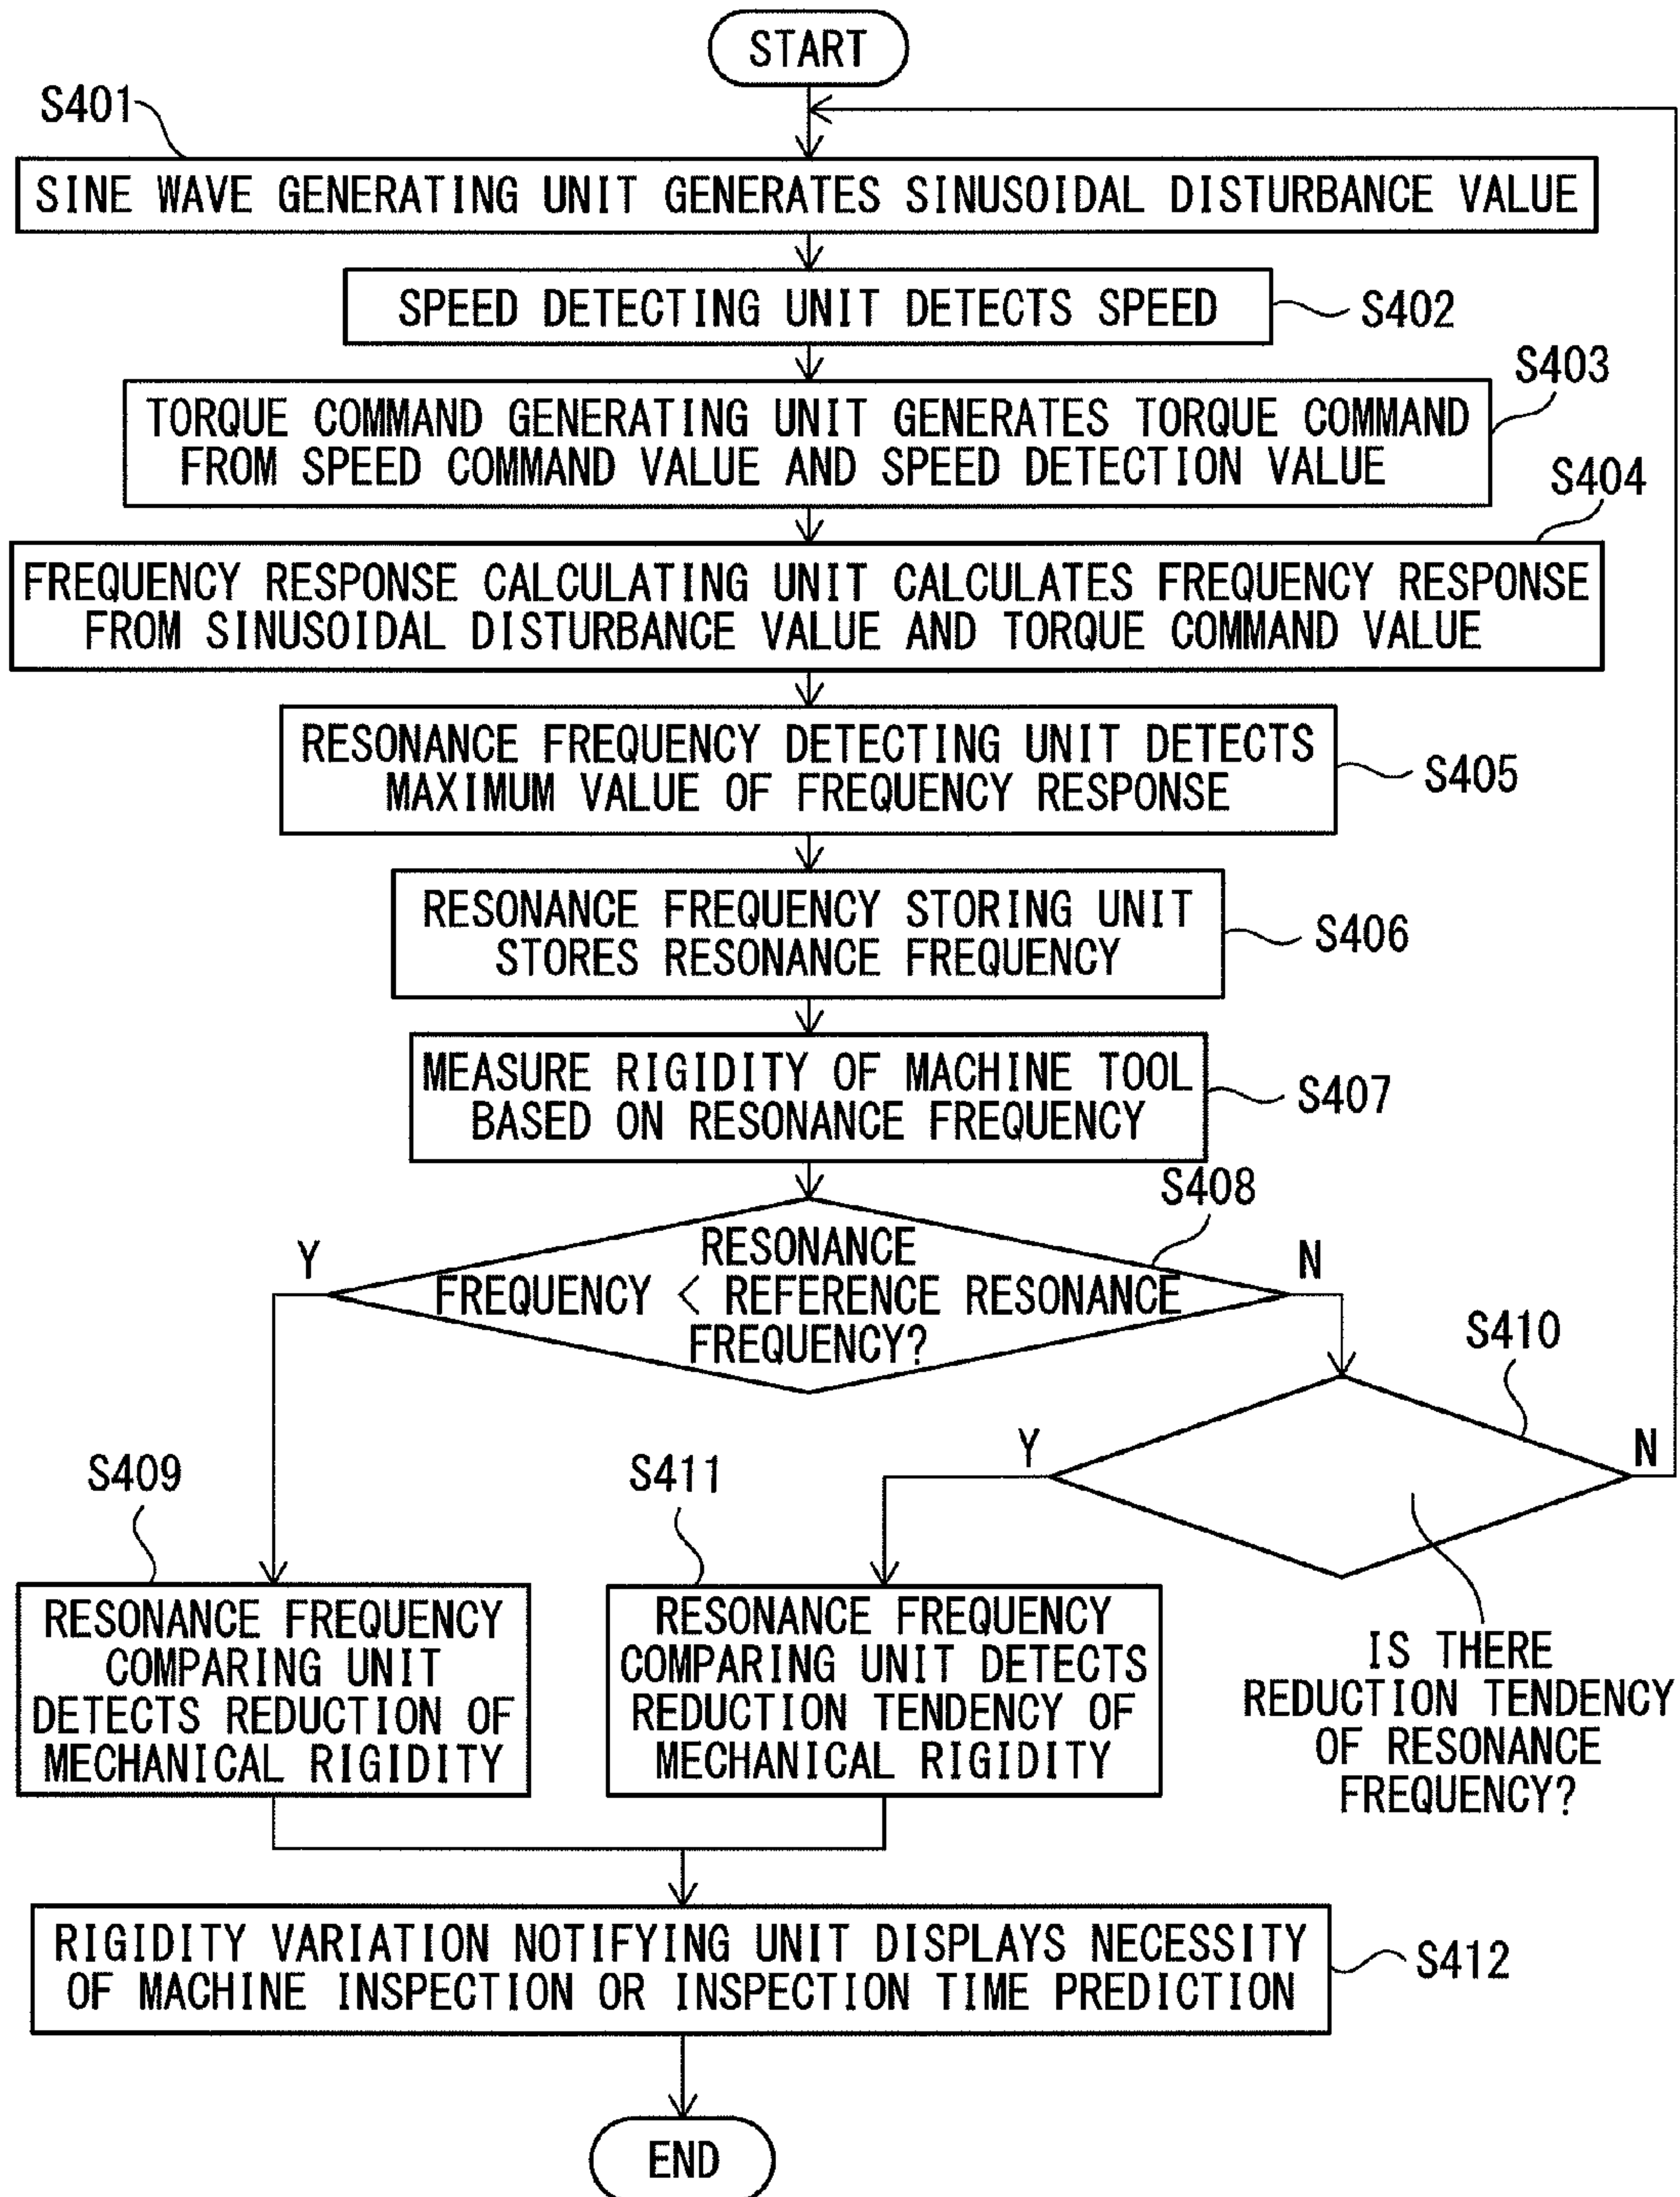 START
S401
SINE WAVE GENERATING UNIT GENERATES SINUSOIDAL DISTURBANCE VALUE
SPEED DETECTING UNIT DETECTS SPEED
S402
S403
TORQUE COMMAND GENERATING UNIT GENERATES TORQUE COMMAND
FROM SPEED COMMAND VALUE AND SPEED DETECTION VALUE
S404
FREQUENCY RESPONSE CALCULATING UNIT CALCULATES FREQUENCY RESPONSE
FROM SINUSOIDAL DISTURBANCE VALUE AND TORQUE COMMAND VALUE
RESONANCE FREQUENCY DETECTING UNIT DETECTS
MAXIMUM VALUE OF FREQUENCY RESPONSE
S405
RESONANCE FREQUENCY STORING UNIT
STORES RESONANCE FREQUENCY
S406
MEASURE RIGIDITY OF MACHINE TOOL
BASED ON RESONANCE FREQUENCY
S407
S408
Y
RESONANCE
FREQUENCY < REFERENCE RESONANCE
FREQUENCY?
N
S410
Y
N
S409
S411
RESONANCE FREQUENCY
COMPARING UNIT
DETECTS REDUCTION OF
MECHANICAL RIGIDITY
RESONANCE FREQUENCY
COMPARING UNIT DETECTS
REDUCTION TENDENCY OF
MECHANICAL RIGIDITY
IS THERE
REDUCTION TENDENCY
OF RESONANCE
FREQUENCY?
RIGIDITY VARIATION NOTIFYING UNIT DISPLAYS NECESSITY
OF MACHINE INSPECTION OR INSPECTION TIME PREDICTION
S412
END